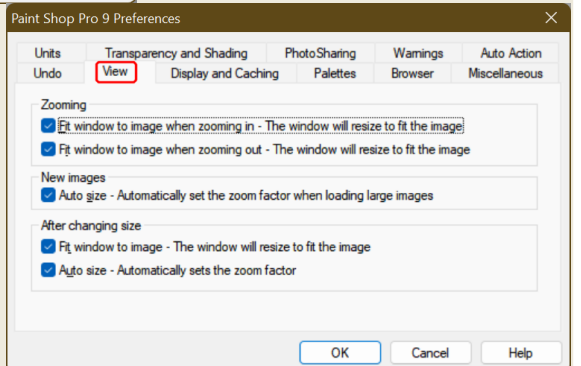 Paint Shop Pro 9 Preferences
Units Transparency and Shading PhotoSharing Warnings Auto Action
Undo View Display and Caching Palettes Browser Miscellaneous
Zooming
Fit window to image when zooming in - The window will resize to fit the image
Fit window to image when zooming out - The window will resize to fit the image
New images
Auto size - Automatically set the zoom factor when loading large images
After changing size
Fit window to image - The window will resize to fit the image
Auto size - Automatically sets the zoom factor
OK Cancel Help